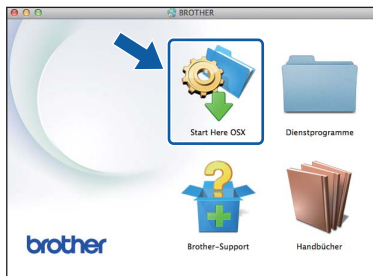 BROTHER
Start Here OSX
Dienstprogramme
Brother-Support
Handbücher
brother